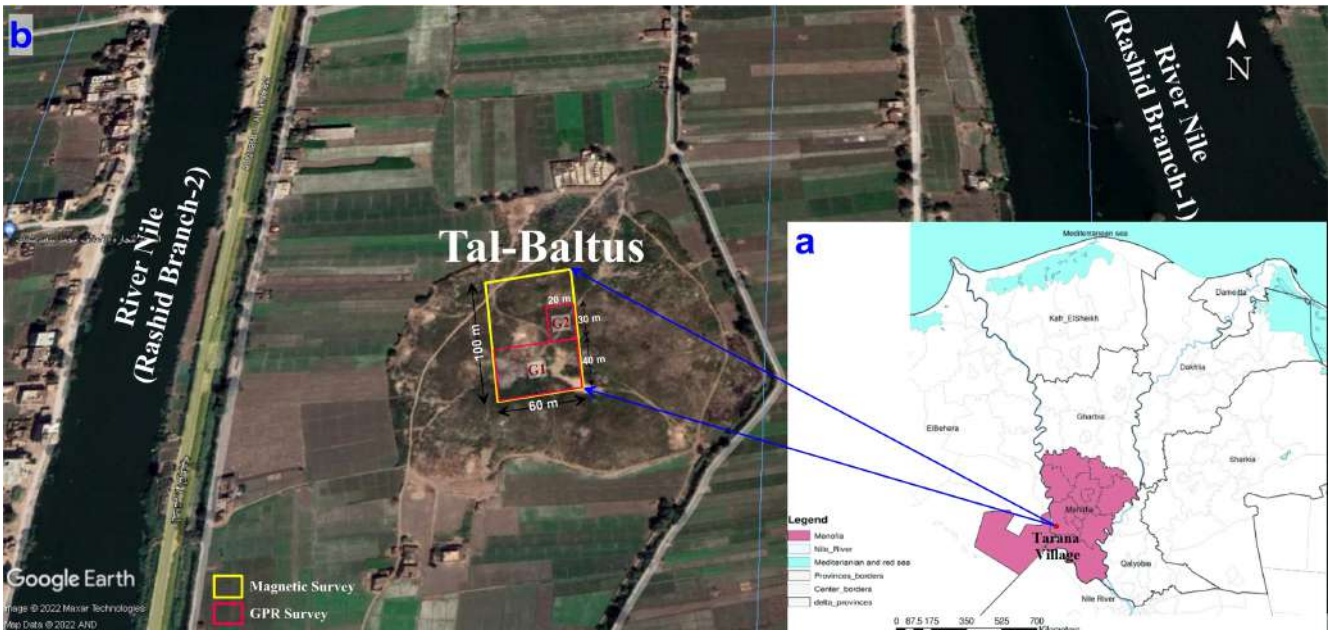 b
River Nile
(Rashid Branch-2)
River Nile
(Rashid Branch-1)
N
Tal-Baltus
20 m
G2
30 m
100 m
40 m
G1
60 m
Google Earth
Image © 2022 Maxar Technologies
Map Data © 2022 AND
Magnetic Survey
GPR Survey
a
Mediterranean sea
Damietta
Kafr_ElSheikh
Dakhlia
Gharbia
ElBehera
Sharkia
Menofia
Tarana
Village
Qalyobia
Nile River
Legend
Menofia
Nile_River
Mediteranian and red sea
Provinces_borders
Center_borders
delta_provinces
0 87.5 175 350 525 700
Kilometers